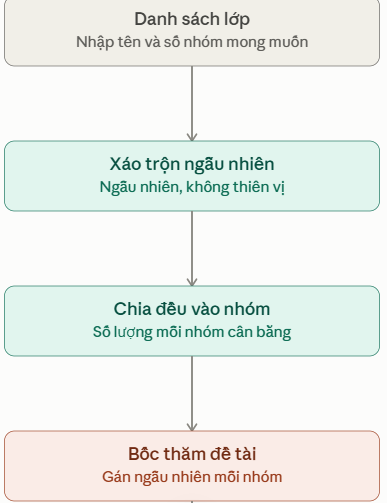 Danh sách lớp
Nhập tên và số nhóm mong muốn
Xáo trộn ngẫu nhiên
Ngẫu nhiên, không thiên vị
Chia đều vào nhóm
Số lượng mỗi nhóm cân bằng
Bốc thăm đề tài
Gán ngẫu nhiên mỗi nhóm